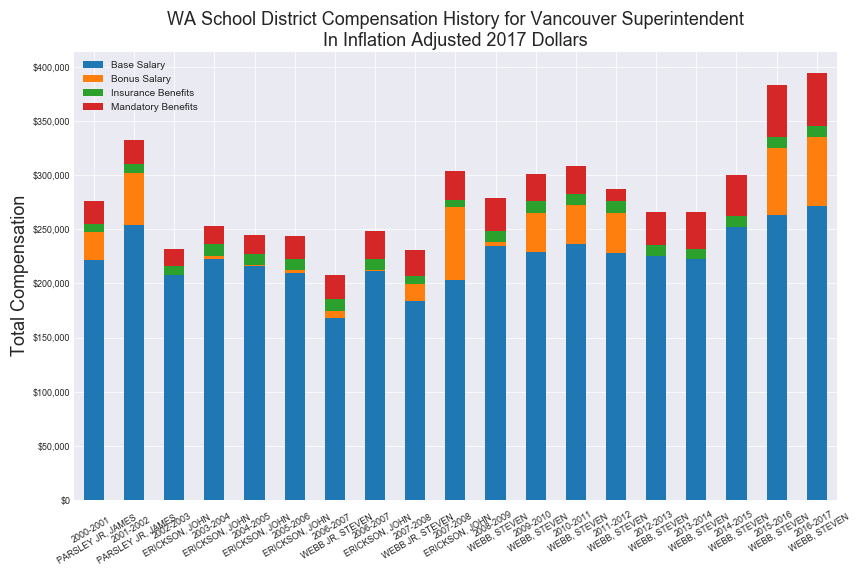 WA School District Compensation History for Vancouver Superintendent
In Inflation Adjusted 2017 Dollars
Base Salary
Bonus Salary
Insurance Benefits
Mandatory Benefits
Total Compensation
$400,000
$350,000
$300,000
$250,000
$200,000
$150,000
$100,000
$50,000
$0
2000-2001
PARSLEY JR, JAMES
2001-2002
PARSLEY JR, JAMES
2002-2003
ERICKSON, JOHN
2003-2004
ERICKSON, JOHN
2004-2005
ERICKSON, JOHN
2005-2006
ERICKSON, JOHN
2006-2007
WEBB JR, STEVEN
2006-2007
ERICKSON, JOHN
2007-2008
WEBB JR, STEVEN
2007-2008
ERICKSON, JOHN
2008-2009
WEBB, STEVEN
2009-2010
WEBB, STEVEN
2010-2011
WEBB, STEVEN
2011-2012
WEBB, STEVEN
2012-2013
WEBB, STEVEN
2013-2014
WEBB, STEVEN
2014-2015
WEBB, STEVEN
2015-2016
WEBB, STEVEN
2016-2017
WEBB, STEVEN